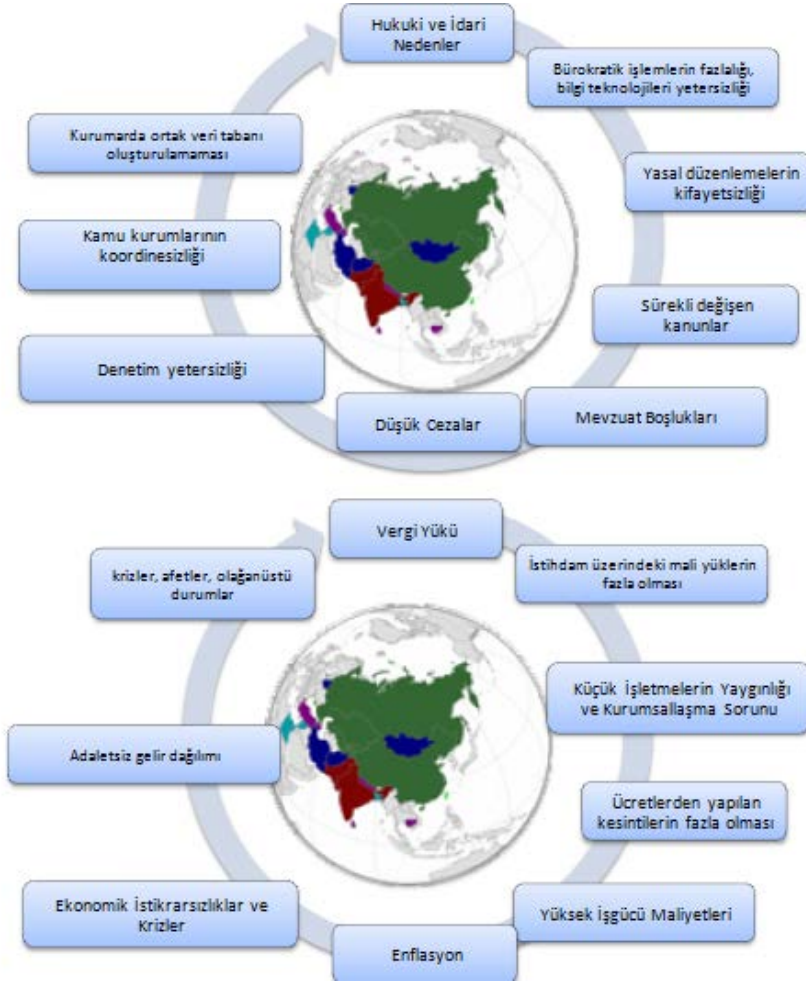 Hukuki ve İdari
Nedenler
Bürokratik işlemlerin fazlalığı,
bilgi teknolojileri yetersizliği
Yasal düzenlemelerin
kifayetsizliği
Sürekli değişen
kanunlar
Mevzuat Boşlukları
Düşük Cezalar
Denetim yetersizliği
Kamu kurumlarının
koordinesizliği
Kurumarda ortak veri tabanı
oluşturulamaması
Vergi Yükü
İstihdam üzerindeki mali yüklerin
fazla olması
Küçük İşletmelerin Yaygınlığı
ve Kurumsallaşma Sorunu
Ücretlerden yapılan
kesintilerin fazla olması
Yüksek İşgücü Maliyetleri
Enflasyon
Ekonomik İstikrarsızlıklar ve
Krizler
Adaletsiz gelir dağılımı
krizler, afetler, olağanüstü
durumlar